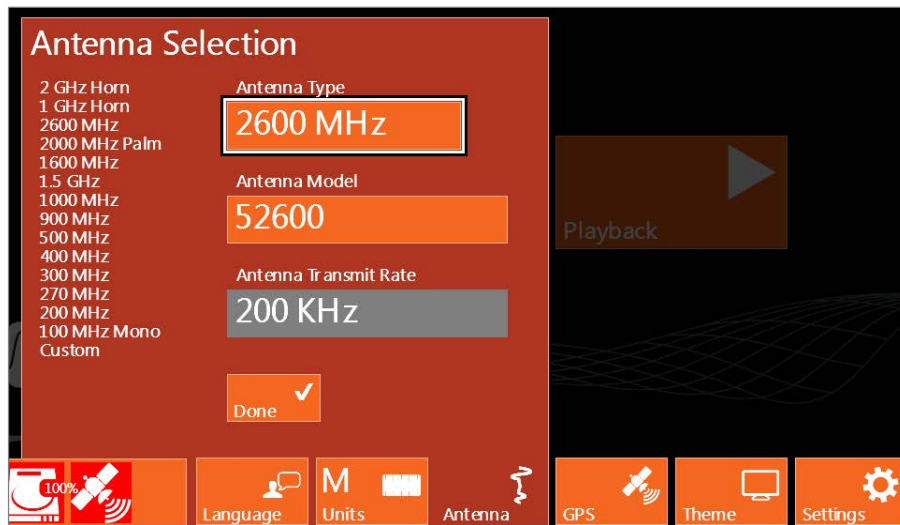 Antenna Selection
2 GHz Horn
1 GHz Horn
2600 MHz
2000 MHz Palm
1600 MHz
1.5 GHz
1000 MHz
900 MHz
500 MHz
400 MHz
300 MHz
270 MHz
200 MHz
100 MHz Mono
Custom
Antenna Type
2600 MHz
Antenna Model
52600
Antenna Transmit Rate
200 KHz
Done
Playback
100%
Language
M
Units
Antenna
GPS
Theme
Settings